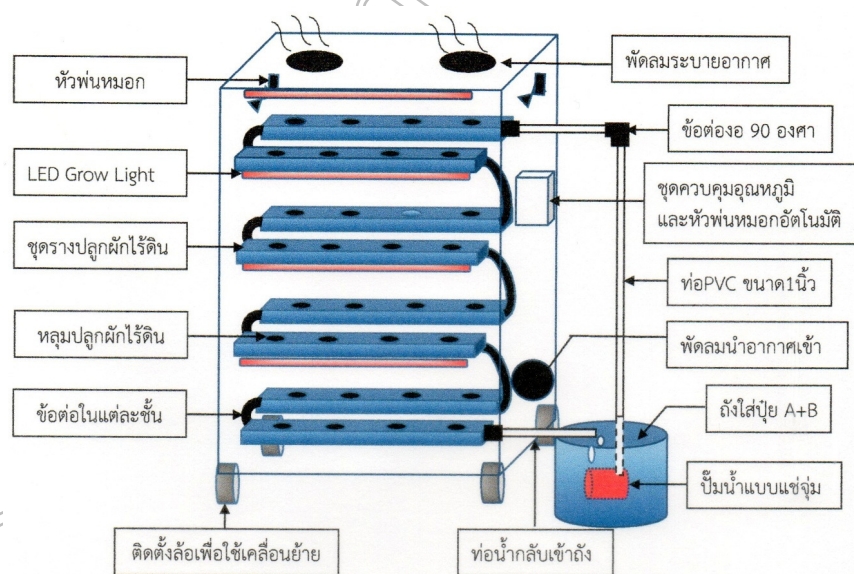 พัดลมระบายอากาศ
หัวพ่นหมอก
ข้อต่องอ 90 องศา
LED Grow Light
ชุดควบคุมอุณหภูมิ
และหัวพ่นหมอกอัตโนมัติ
ชุดรางปลูกผักไร้ดิน
ท่อPVC ขนาด1นิ้ว
หลุมปลูกผักไร้ดิน
พัดลมนำอากาศเข้า
ข้อต่อในแต่ละชั้น
ถังใส่ปุ๋ย A+B
ปั๊มน้ำแบบแช่จุ่ม
ติดตั้งล้อเพื่อใช้เคลื่อนย้าย
ท่อน้ำกลับเข้าถัง